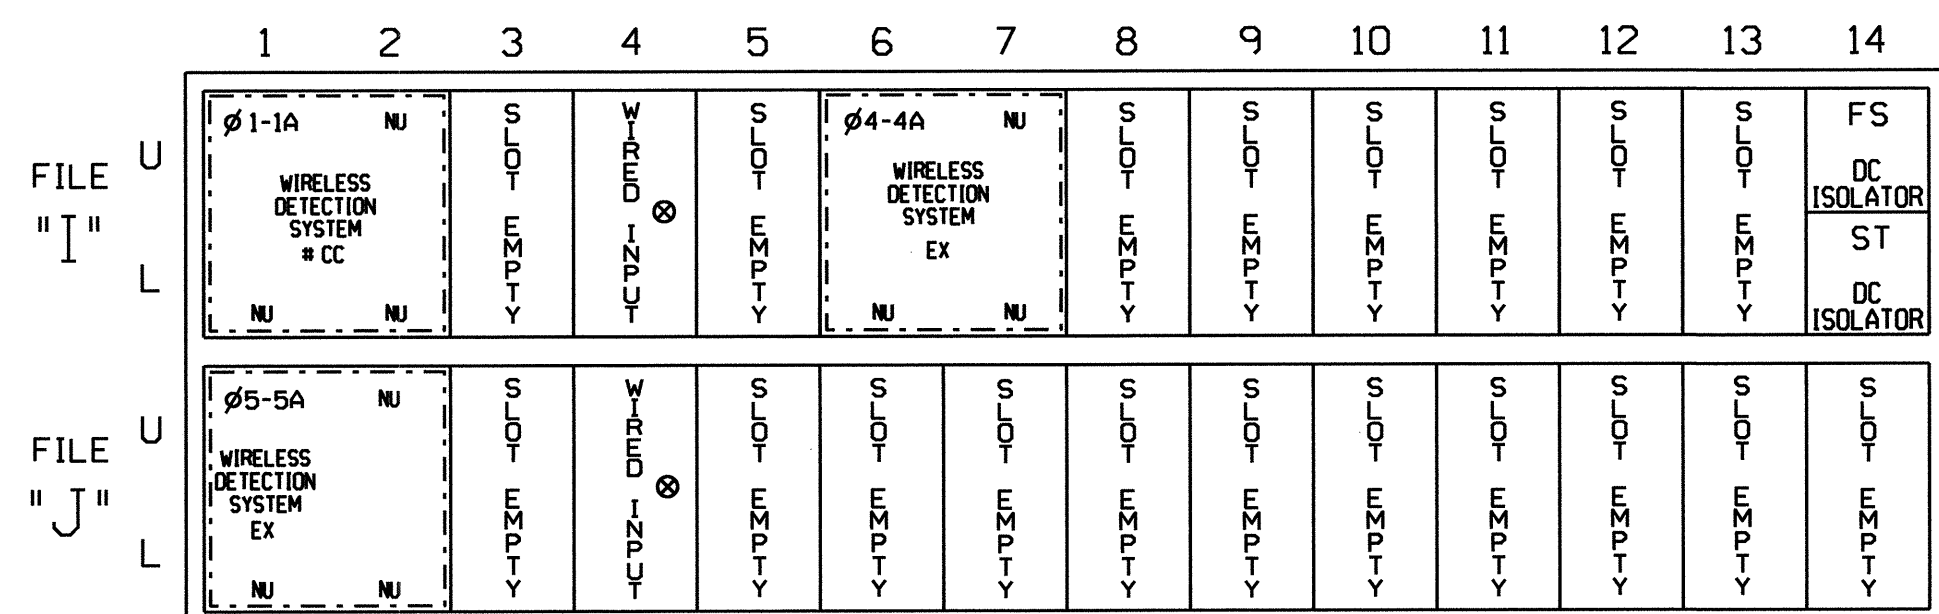 1 2 3 4 5 6 7 8 9 10 11 12 13 14
FILE "I"
U
L
Ø1-1A NU
WIRELESS
DETECTION
SYSTEM
# CC
NU NU
SLOT EMPTY
WIRED INPUT
SLOT EMPTY
Ø4-4A NU
WIRELESS
DETECTION
SYSTEM
EX
NU NU
SLOT EMPTY
SLOT EMPTY
SLOT EMPTY
SLOT EMPTY
SLOT EMPTY
SLOT EMPTY
FS
DC
ISOLATOR
ST
DC
ISOLATOR
FILE "J"
U
L
Ø5-5A NU
WIRELESS
DETECTION
SYSTEM
EX
NU NU
SLOT EMPTY
WIRED INPUT
SLOT EMPTY
SLOT EMPTY
SLOT EMPTY
SLOT EMPTY
SLOT EMPTY
SLOT EMPTY
SLOT EMPTY
SLOT EMPTY
SLOT EMPTY
SLOT EMPTY